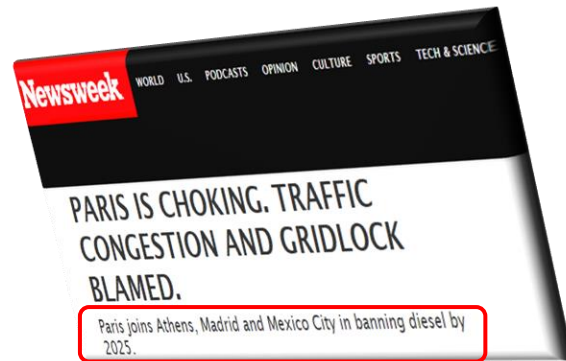 Newsweek WORLD U.S. PODCASTS OPINION CULTURE SPORTS TECH & SCIENCE
PARIS IS CHOKING. TRAFFIC
CONGESTION AND GRIDLOCK
BLAMED.
Paris joins Athens, Madrid and Mexico City in banning diesel by
2025.